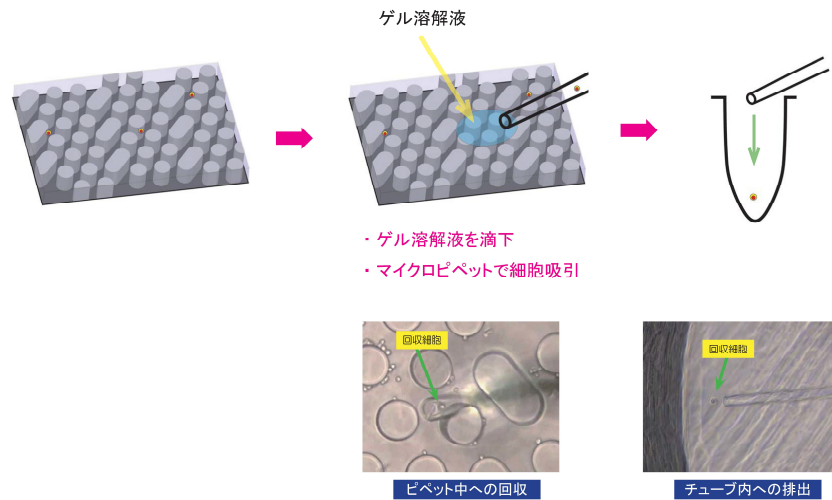 ゲル溶解液
・ ゲル溶解液を滴下
・ マイクロピペットで細胞吸引
回収細胞
回収細胞
ピペット中への回収
チューブ内への排出